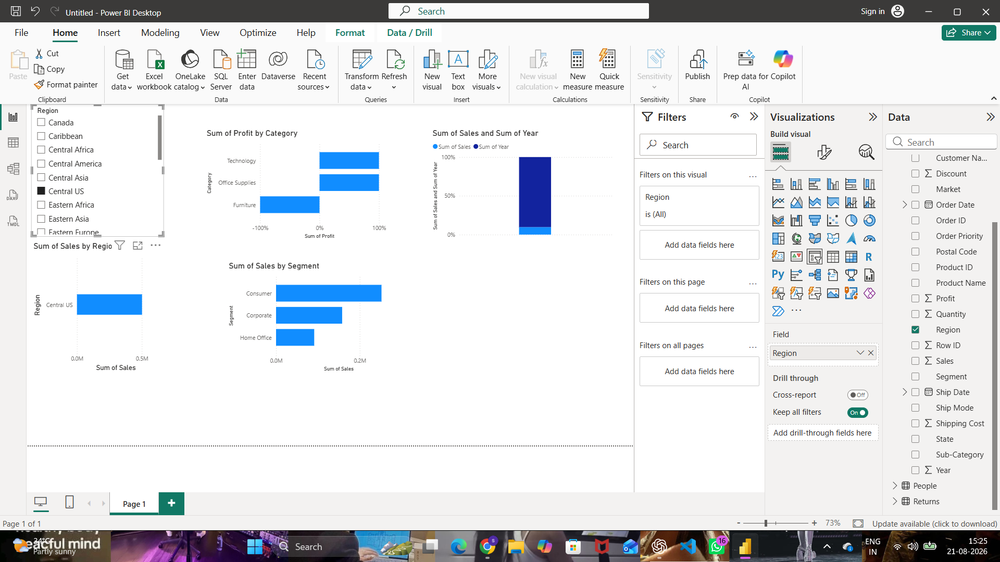 Untitled - Power BI Desktop
Search
Sign in
File
Home
Insert
Modeling
View
Optimize
Help
Format
Data / Drill
Share
Paste
Cut
Copy
Format painter
Clipboard
Get data
Excel workbook
OneLake catalog
SQL Server
Enter data
Dataverse
Recent sources
Data
Transform data
Refresh
Queries
New visual
Text box
More visuals
Insert
New visual calculation
New measure
Quick measure
Calculations
Sensitivity
Sensitivity
Publish
Share
Prep data for AI
Copilot
Copilot
Region
Canada
Caribbean
Central Africa
Central America
Central Asia
Central US
Eastern Africa
Eastern Asia
Eastern Europe
Sum of Profit by Category
Category
Technology
Office Supplies
Furniture
-100%
0%
100%
Sum of Profit
Sum of Sales and Sum of Year
Sum of Sales
Sum of Year
Sum of Sales and Sum of Year
100%
50%
0%
Sum of Sales by Regio
Region
Central US
0.0M
0.5M
Sum of Sales
Sum of Sales by Segment
Segment
Consumer
Corporate
Home Office
0.0M
0.2M
Sum of Sales
Filters
Search
Filters on this visual
Region
is (All)
Add data fields here
Filters on this page
Add data fields here
Filters on all pages
Add data fields here
Visualizations
Build visual
123
R
Py
Field
Region
Drill through
Cross-report
Off
Keep all filters
On
Add drill-through fields here
Data
Search
Customer Na...
Discount
Market
Order Date
Order ID
Order Priority
Postal Code
Product ID
Product Name
Profit
Quantity
Region
Row ID
Sales
Segment
Ship Date
Ship Mode
Shipping Cost
State
Sub-Category
Year
People
Returns
DAX
TMDL
Page 1
Page 1 of 1
- + 73%
Update available (click to download)
34°C
Partly sunny
eaceful mind
Search
16
ENG
IN
15:25
21-08-2026